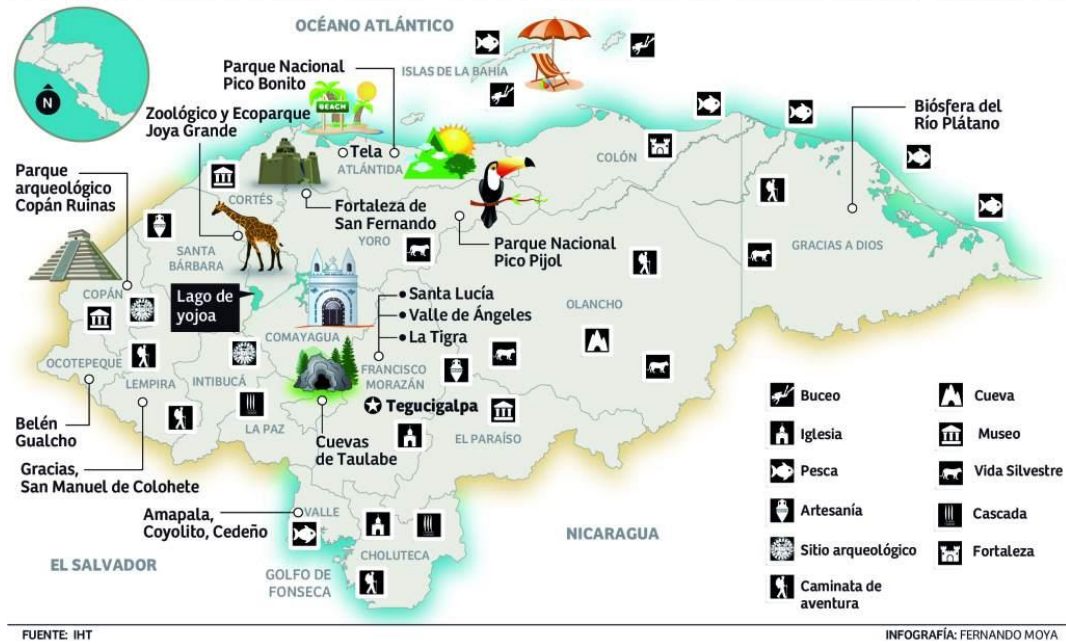 OCÉANO ATLÁNTICO
ISLAS DE LA BAHÍA
N
Parque Nacional
Pico Bonito
BEACH
Zoológico y Ecoparque
Joya Grande
Biósfera del
Río Plátano
Tela
ATLÁNTIDA
COLÓN
Parque
arqueológico
Copán Ruinas
CORTÉS
Fortaleza de
San Fernando
YORO
Parque Nacional
Pico Pijol
SANTA
BÁRBARA
GRACIAS A DIOS
COPÁN
Lago de
yojoa
Santa Lucía
Valle de Ángeles
La Tigra
OLANCHO
COMAYAGUA
OCOTEPEQUE
LEMPIRA
INTIBUCÁ
FRANCISCO
MORAZÁN
Tegucigalpa
LA PAZ
EL PARAÍSO
Belén
Gualcho
Cuevas
de Taulabe
Gracias,
San Manuel de Colohete
Amapala,
Coyolito, Cedeño
VALLE
CHOLUTECA
NICARAGUA
EL SALVADOR
GOLFO DE
FONSECA
Buceo
Iglesia
Pesca
Artesanía
Sitio arqueológico
Caminata de
aventura
Cueva
Museo
Vida Silvestre
Cascada
Fortaleza
FUENTE: IHT
INFOGRAFÍA: FERNANDO MOYA